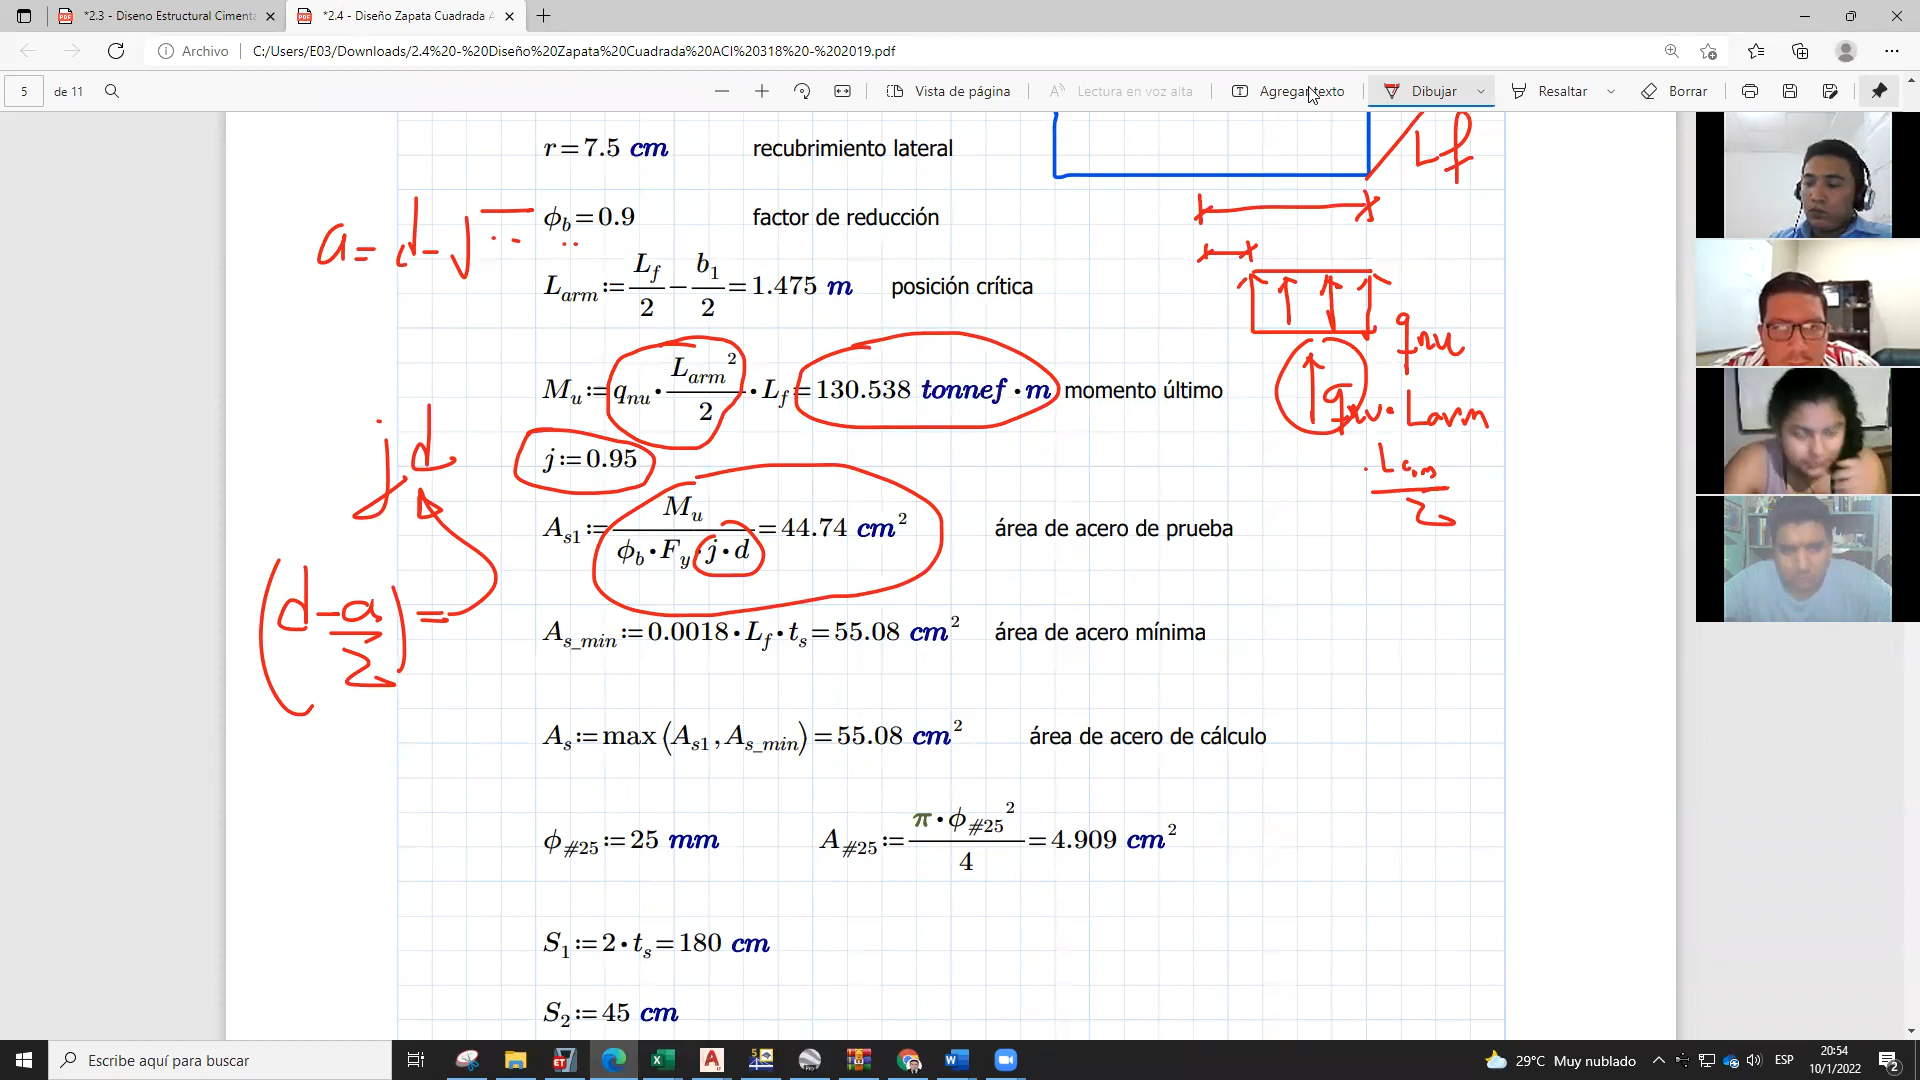 *2.3 - Diseno Estructural Cimenta
*2.4 - Diseño Zapata Cuadrada A
Archivo
C:/Users/E03/Downloads/2.4%20-%20Diseño%20Zapata%20Cuadrada%20ACI%20318%20-%202019.pdf
5 de 11
Vista de página
Lectura en voz alta
Agregar texto
Dibujar
Resaltar
Borrar
r = 7.5 cm recubrimiento lateral
Lf
a = d - √
ϕb = 0.9 factor de reducción
Larm := Lf/2 − b1/2 = 1.475 m posición crítica
qnu
Mu := qnu · Larm²/2 · Lf = 130.538 tonnef · m momento último
qnu · Larm
· Larm/2
j d
j := 0.95
As1 := Mu/(ϕb · Fy · j · d) = 44.74 cm² área de acero de prueba
(d - a/2) =
As_min := 0.0018 · Lf · ts = 55.08 cm² área de acero mínima
As := max (As1, As_min) = 55.08 cm² área de acero de cálculo
ϕ#25 := 25 mm A#25 := π · ϕ#25²/4 = 4.909 cm²
S1 := 2 · ts = 180 cm
S2 := 45 cm
Escribe aquí para buscar
29°C Muy nublado
ESP
20:54
10/1/2022
2